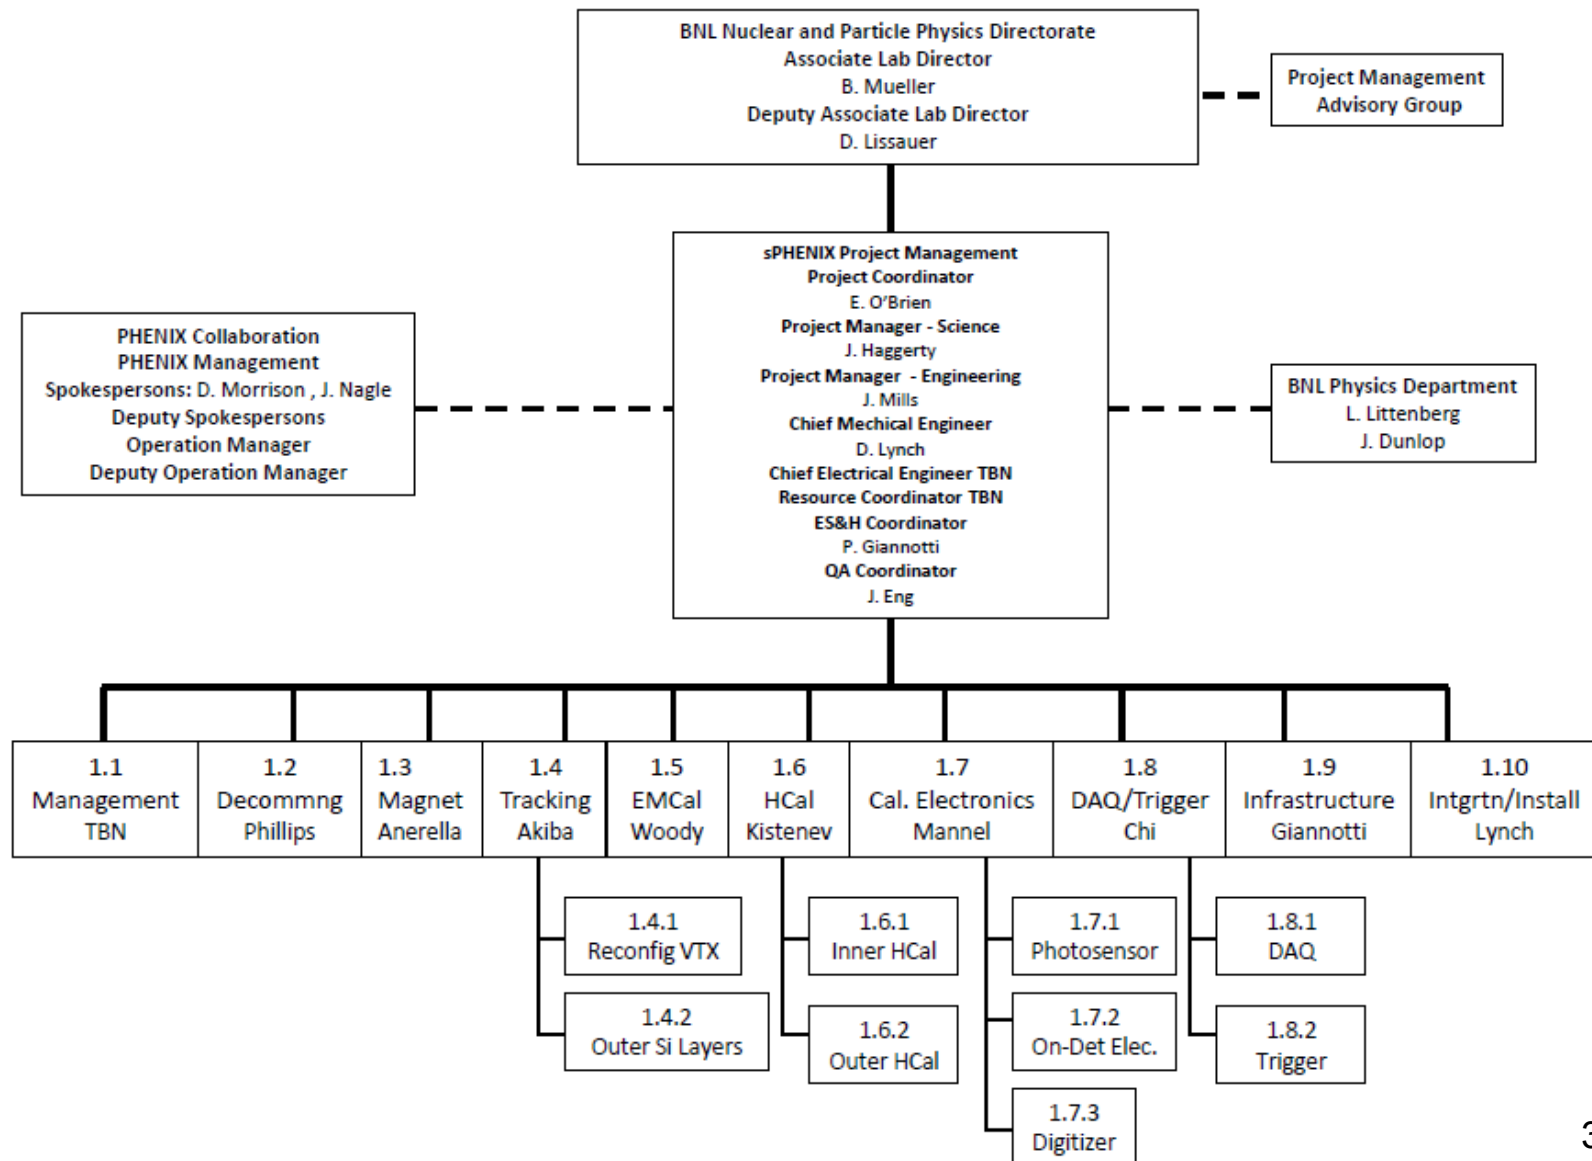 BNL Nuclear and Particle Physics Directorate
Associate Lab Director
B. Mueller
Deputy Associate Lab Director
D. Lissauer
Project Management
Advisory Group
sPHENIX Project Management
Project Coordinator
E. O’Brien
Project Manager - Science
J. Haggerty
Project Manager - Engineering
J. Mills
Chief Mechical Engineer
D. Lynch
Chief Electrical Engineer TBN
Resource Coordinator TBN
ES&H Coordinator
P. Giannotti
QA Coordinator
J. Eng
PHENIX Collaboration
PHENIX Management
Spokespersons: D. Morrison , J. Nagle
Deputy Spokespersons
Operation Manager
Deputy Operation Manager
BNL Physics Department
L. Littenberg
J. Dunlop
1.1
Management
TBN
1.2
Decommng
Phillips
1.3
Magnet
Anerella
1.4
Tracking
Akiba
1.5
EMCal
Woody
1.6
HCal
Kistenev
1.7
Cal. Electronics
Mannel
1.8
DAQ/Trigger
Chi
1.9
Infrastructure
Giannotti
1.10
Intgrtn/Install
Lynch
1.4.1
Reconfig VTX
1.4.2
Outer Si Layers
1.6.1
Inner HCal
1.6.2
Outer HCal
1.7.1
Photosensor
1.7.2
On-Det Elec.
1.7.3
Digitizer
1.8.1
DAQ
1.8.2
Trigger
3